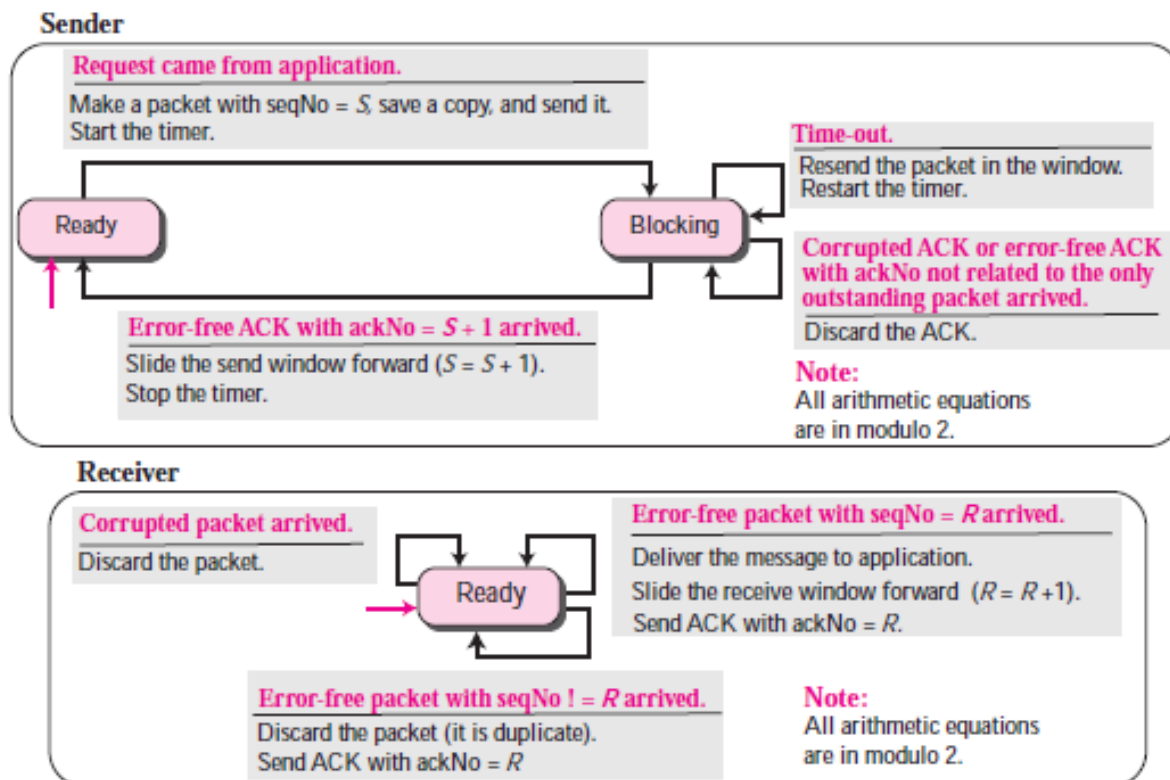 Sender
Request came from application.
Make a packet with seqNo = S, save a copy, and send it.
Start the timer.
Time-out.
Resend the packet in the window.
Restart the timer.
Ready
Blocking
Corrupted ACK or error-free ACK
with ackNo not related to the only
outstanding packet arrived.
Discard the ACK.
Error-free ACK with ackNo = S + 1 arrived.
Slide the send window forward (S = S + 1).
Stop the timer.
Note:
All arithmetic equations
are in modulo 2.
Receiver
Corrupted packet arrived.
Discard the packet.
Error-free packet with seqNo = R arrived.
Deliver the message to application.
Slide the receive window forward (R = R +1).
Send ACK with ackNo = R.
Ready
Error-free packet with seqNo ! = R arrived.
Discard the packet (it is duplicate).
Send ACK with ackNo = R
Note:
All arithmetic equations
are in modulo 2.